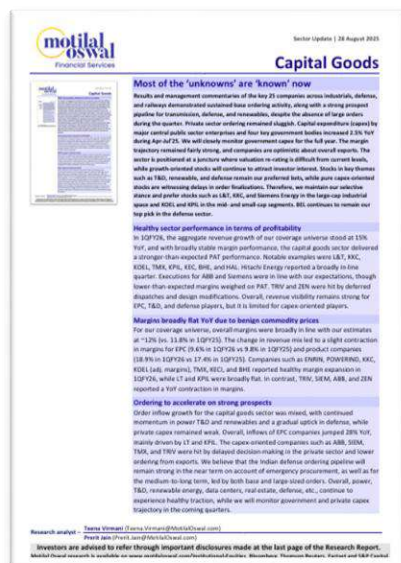 motilal
oswal
Financial Services
Sector Update | 28 August 2025
Capital Goods
Most of the ‘unknowns’ are ‘known’ now
Results and management commentaries of the key 25 companies across industrials, defense,
and railways demonstrated sustained base ordering activity, along with a strong prospect
pipeline for transmission, defense, and renewables, despite the absence of large orders
during the quarter. Private sector ordering remained sluggish. Capital expenditure (capex) by
major central public sector enterprises and four key government bodies increased 2.5% YoY
during Apr-Jul’25. We will closely monitor government capex for the full year. The margin
trajectory remained fairly strong, and companies are optimistic about overall exports. The
sector is positioned at a juncture where valuation re-rating is difficult from current levels,
while growth-oriented stocks will continue to attract investor interest. Stocks in key themes
such as T&D, renewable, and defense remain our preferred bets, while pure capex-oriented
stocks are witnessing delays in order finalizations. Therefore, we maintain our selective
stance and prefer stocks such as L&T, KKC, and Siemens Energy in the large-cap industrial
space and KOEL and KPIL in the mid- and small-cap segments. BEL continues to remain our
top pick in the defense sector.
Healthy sector performance in terms of profitability
In 1QFY26, the aggregate revenue growth of our coverage universe stood at 15%
YoY, and with broadly stable margin performance, the capital goods sector delivered
a stronger-than-expected PAT performance. Notable examples were L&T, KKC,
KOEL, TMX, KPIL, KEC, BHE, and HAL. Hitachi Energy reported a broadly in-line
quarter. Executions for ABB and Siemens were in line with our expectations, though
lower-than-expected margins weighed on PAT. TRIV and ZEN were hit by deferred
dispatches and design modifications. Overall, revenue visibility remains strong for
EPC, T&D, and defense players, but it is limited for capex-oriented players.
Margins broadly flat YoY due to benign commodity prices
For our coverage universe, overall margins were broadly in line with our estimates
at ~12% (vs. 11.8% in 1QFY25). The change in revenue mix led to a slight contraction
in margins for EPC (9.6% in 1QFY26 vs 9.8% in 1QFY25) and product companies
(18.9% in 1QFY26 vs 17.4% in 1QFY25). Companies such as ENRIN, POWERIND, KKC,
KOEL (adj. margins), TMX, KECI, and BHE reported healthy margin expansion in
1QFY26, while LT and KPIL were broadly flat. In contrast, TRIV, SIEM, ABB, and ZEN
reported a YoY contraction in margins.
Ordering to accelerate on strong prospects
Order inflow growth for the capital goods sector was mixed, with continued
momentum in power T&D and renewables and a gradual uptick in defense, while
private capex remained weak. Overall, inflows of EPC companies jumped 28% YoY,
mainly driven by LT and KPIL. The capex-oriented companies such as ABB, SIEM,
TMX, and TRIV were hit by delayed decision-making in the private sector and lower
ordering from exports. We believe that the Indian defense ordering pipeline will
remain strong in the near term on account of emergency procurement, as well as for
the medium-to-long term, led by both base and large-sized orders. Overall, power,
T&D, renewable energy, data centers, real estate, defense, etc., continue to
experience healthy traction, while we will monitor government and private capex
trajectory in the coming quarters.
Research analyst – Teena Virmani (Teena.Virmani@MotilalOswal.com)
Prerit Jain (Prerit.Jain@MotilalOswal.com)
Investors are advised to refer through important disclosures made at the last page of the Research Report.
Motilal Oswal research is available on www.motilaloswal.com/Institutional-Equities, Bloomberg, Thomson Reuters, Factset and S&P Capital.